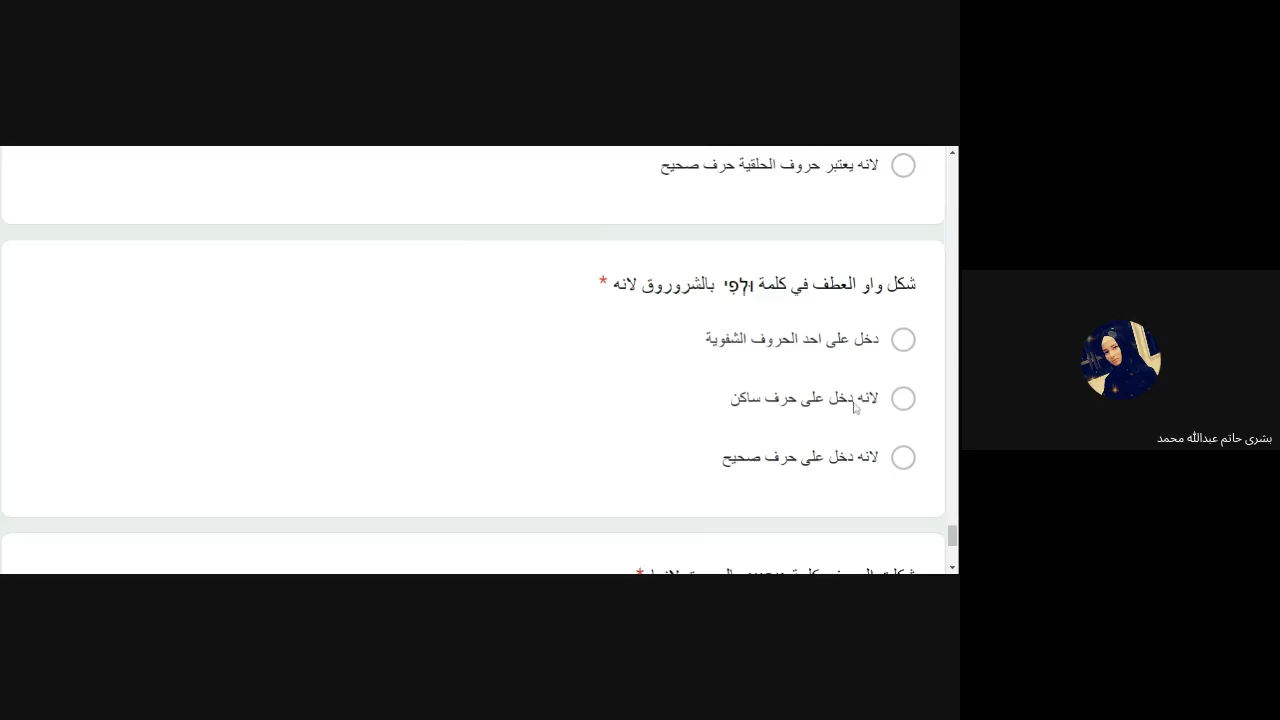 لانه يعتبر حروف الحلقية حرف صحيح
شكل واو العطف في كلمة וּלְפִי بالشروروق لانه *
دخل على احد الحروف الشفوية
لانه دخل على حرف ساكن
لانه دخل على حرف صحيح
بشرى حاتم عبدالله محمد